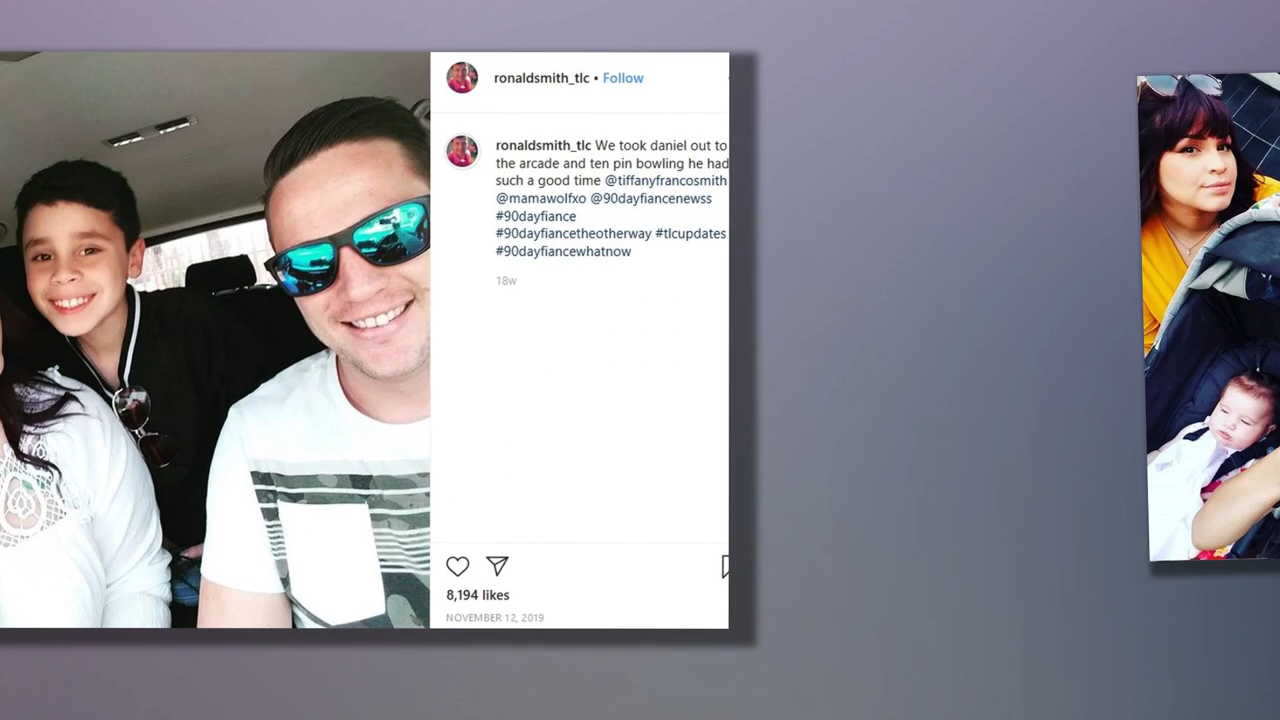 ronaldsmith_tlc • Follow
ronaldsmith_tlc We took daniel out to
the arcade and ten pin bowling he had
such a good time @tiffanyfrancosmith
@mamawolfxo @90dayfiancenewss
#90dayfiance
#90dayfiancetheotherway #tlcupdates
#90dayfiancewhatnow
18w
8,194 likes
NOVEMBER 12, 2019